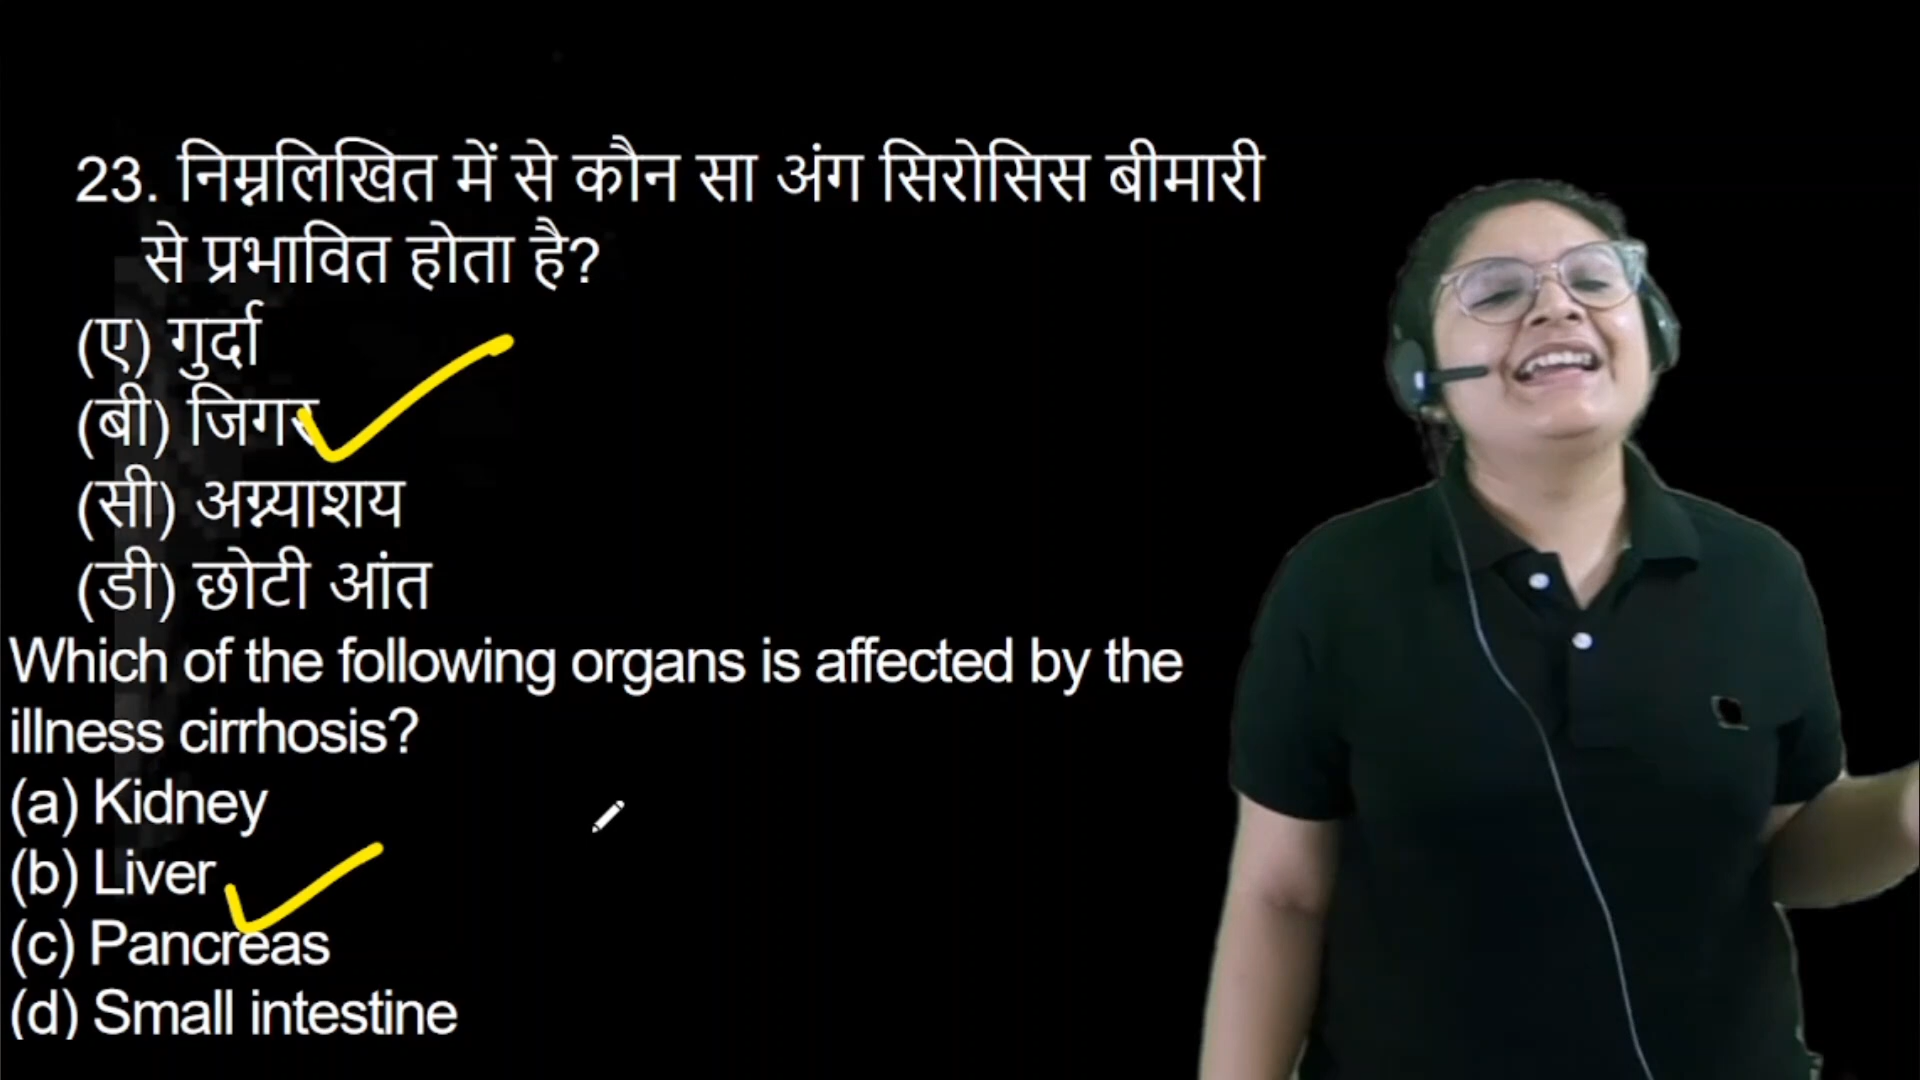 23. निम्नलिखित में से कौन सा अंग सिरोसिस बीमारी
से प्रभावित होता है?
(ए) गुर्दा
(बी) जिगर
(सी) अग्न्याशय
(डी) छोटी आंत
Which of the following organs is affected by the
illness cirrhosis?
(a) Kidney
(b) Liver
(c) Pancreas
(d) Small intestine